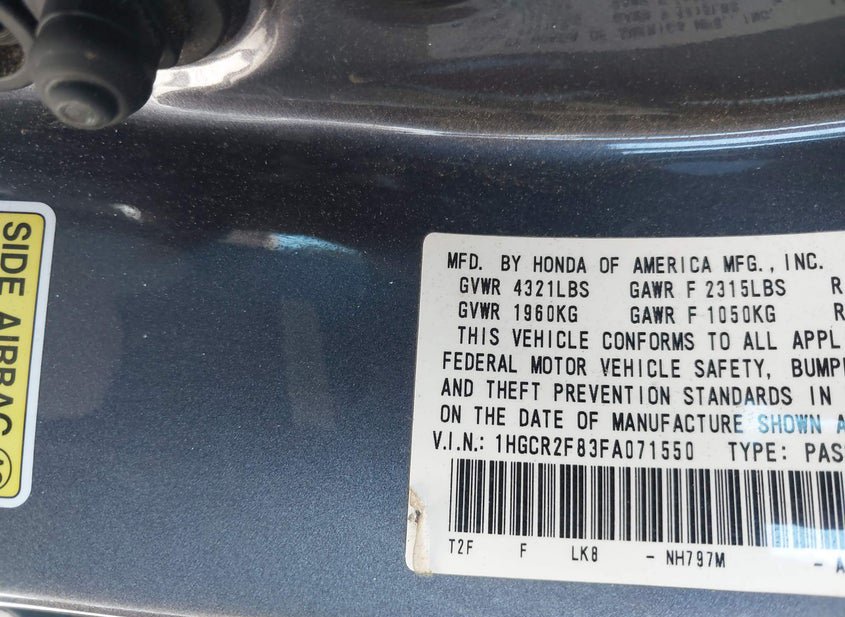 SIDE AIRBAG
MFD. BY HONDA OF AMERICA MFG., INC.
GVWR 4321LBS GAWR F 2315LBS R
GVWR 1960KG GAWR F 1050KG R
THIS VEHICLE CONFORMS TO ALL APPL
FEDERAL MOTOR VEHICLE SAFETY, BUMP
AND THEFT PREVENTION STANDARDS IN
ON THE DATE OF MANUFACTURE SHOWN A
V.I.N.: 1HGCR2F83FA071550 TYPE: PAS
T2F F LK8 - NH797M - A